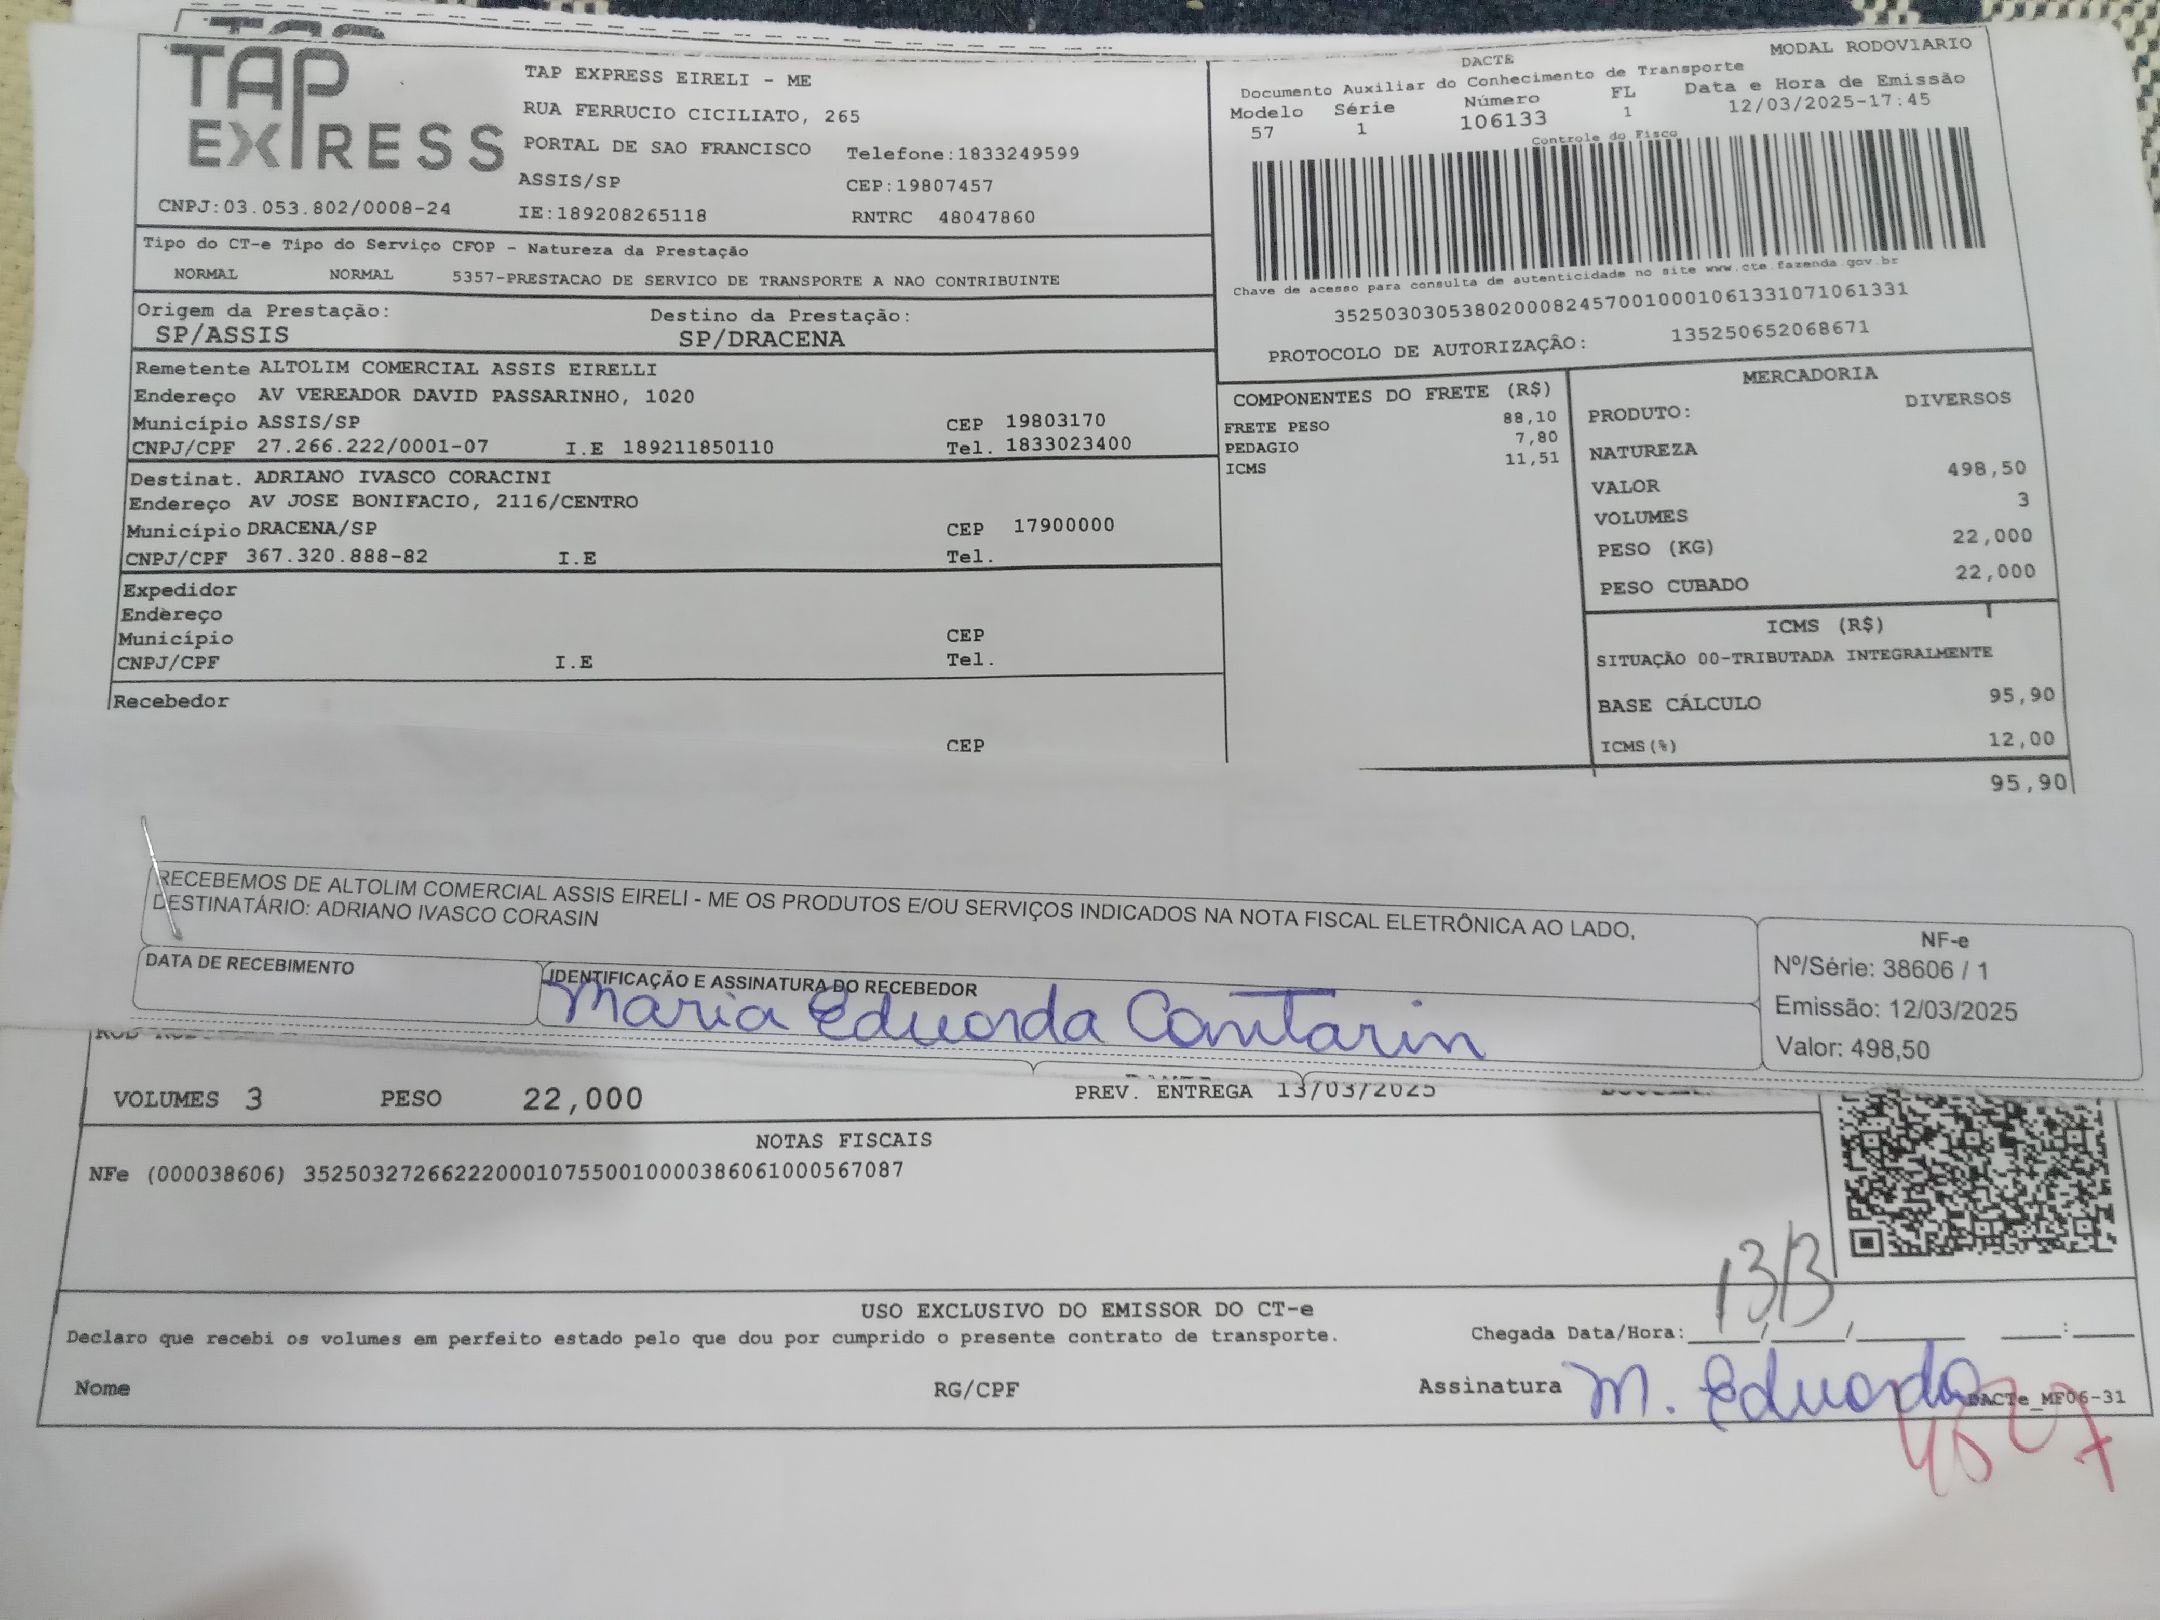 TAP EXPRESS
TAP EXPRESS EIRELI - ME
RUA FERRUCIO CICILIATO, 265
PORTAL DE SAO FRANCISCO Telefone:1833249599
ASSIS/SP CEP:19807457
CNPJ:03.053.802/0008-24 IE:189208265118 RNTRC 48047860
DACTE MODAL RODOVIARIO
Documento Auxiliar do Conhecimento de Transporte
Modelo Série Número FL Data e Hora de Emissão
57 1 106133 1 12/03/2025-17:45
Controle do Fisco
Chave de acesso para consulta de autenticidade no site www.cte.fazenda.gov.br
35250303053802000824570010001061331071061331
PROTOCOLO DE AUTORIZAÇÃO: 135250652068671
Tipo do CT-e Tipo do Serviço CFOP - Natureza da Prestação
NORMAL NORMAL 5357-PRESTACAO DE SERVICO DE TRANSPORTE A NAO CONTRIBUINTE
Origem da Prestação: Destino da Prestação:
SP/ASSIS SP/DRACENA
Remetente ALTOLIM COMERCIAL ASSIS EIRELLI
Endereço AV VEREADOR DAVID PASSARINHO, 1020
Município ASSIS/SP CEP 19803170
CNPJ/CPF 27.266.222/0001-07 I.E 189211850110 Tel. 1833023400
Destinat. ADRIANO IVASCO CORACINI
Endereço AV JOSE BONIFACIO, 2116/CENTRO
Município DRACENA/SP CEP 17900000
CNPJ/CPF 367.320.888-82 I.E Tel.
Expedidor
Endereço
Município CEP
CNPJ/CPF I.E Tel.
Recebedor
CEP
COMPONENTES DO FRETE (R$)
FRETE PESO 88,10
PEDAGIO 7,80
ICMS 11,51
MERCADORIA
PRODUTO: DIVERSOS
NATUREZA
VALOR 498,50
VOLUMES 3
PESO (KG) 22,000
PESO CUBADO 22,000
ICMS (R$)
SITUAÇÃO 00-TRIBUTADA INTEGRALMENTE
BASE CÁLCULO 95,90
ICMS(%) 12,00
95,90
RECEBEMOS DE ALTOLIM COMERCIAL ASSIS EIRELI - ME OS PRODUTOS E/OU SERVIÇOS INDICADOS NA NOTA FISCAL ELETRÔNICA AO LADO,
DESTINATÁRIO: ADRIANO IVASCO CORASIN
DATA DE RECEBIMENTO
IDENTIFICAÇÃO E ASSINATURA DO RECEBEDOR
Maria Eduarda Contarin
NF-e
Nº/Série: 38606 / 1
Emissão: 12/03/2025
Valor: 498,50
VOLUMES 3 PESO 22,000 PREV. ENTREGA 13/03/2025
NOTAS FISCAIS
NFe (000038606) 35250327266222000107550010000386061000567087
USO EXCLUSIVO DO EMISSOR DO CT-e
Declaro que recebi os volumes em perfeito estado pelo que dou por cumprido o presente contrato de transporte.
Chegada Data/Hora: 13/3
Nome RG/CPF Assinatura M. Eduarda
DACTe_MF06-31